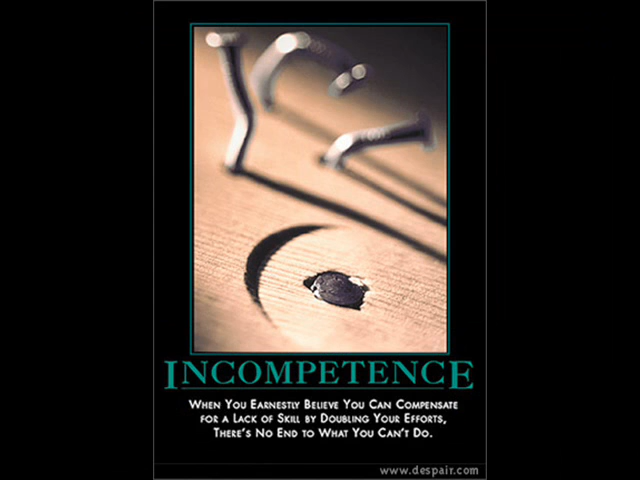 INCOMPETENCE
WHEN YOU EARNESTLY BELIEVE YOU CAN COMPENSATE
FOR A LACK OF SKILL BY DOUBLING YOUR EFFORTS,
THERE'S NO END TO WHAT YOU CAN'T DO.
www.despair.com